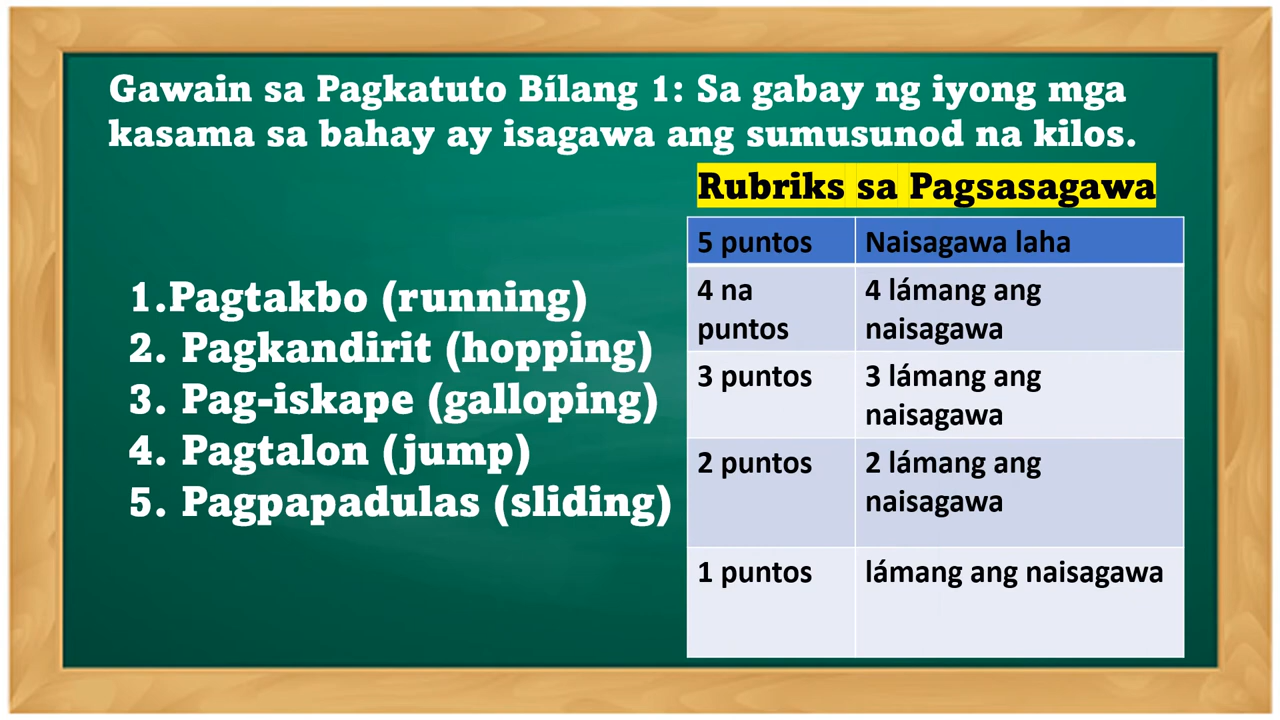 Gawain sa Pagkatuto Bílang 1: Sa gabay ng iyong mga
kasama sa bahay ay isagawa ang sumusunod na kilos.
1.Pagtakbo (running)
2. Pagkandirit (hopping)
3. Pag-iskape (galloping)
4. Pagtalon (jump)
5. Pagpapadulas (sliding)
Rubriks sa Pagsasagawa
5 puntos
Naisagawa laha
4 na
puntos
4 lámang ang
naisagawa
3 puntos
3 lámang ang
naisagawa
2 puntos
2 lámang ang
naisagawa
1 puntos
lámang ang naisagawa